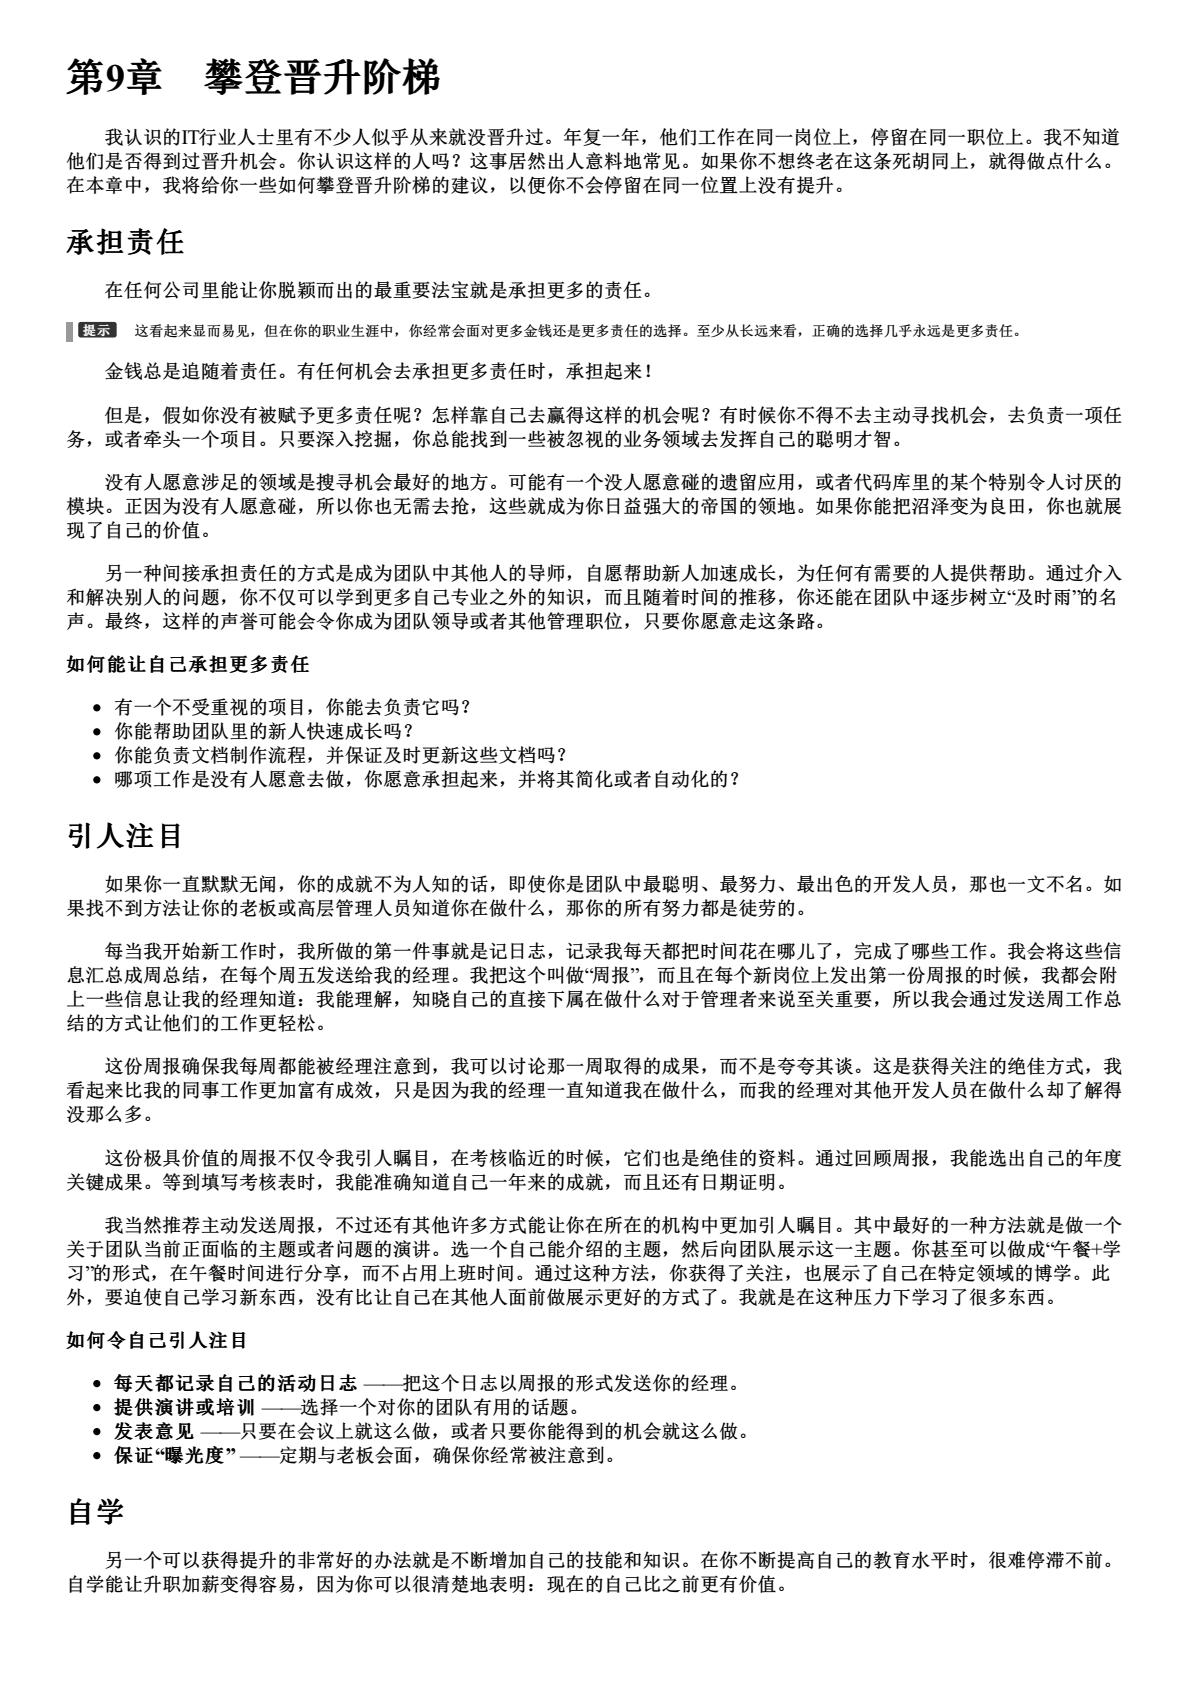 第9章　攀登晋升阶梯
我认识的IT行业人士里有不少人似乎从来就没晋升过。年复一年，他们工作在同一岗位上，停留在同一职位上。我不知道
他们是否得到过晋升机会。你认识这样的人吗？这事居然出人意料地常见。如果你不想终老在这条死胡同上，就得做点什么。
在本章中，我将给你一些如何攀登晋升阶梯的建议，以便你不会停留在同一位置上没有提升。
承担责任
在任何公司里能让你脱颖而出的最重要法宝就是承担更多的责任。
提示　这看起来显而易见，但在你的职业生涯中，你经常会面对更多金钱还是更多责任的选择。至少从长远来看，正确的选择几乎永远是更多责任。
金钱总是追随着责任。有任何机会去承担更多责任时，承担起来！
但是，假如你没有被赋予更多责任呢？怎样靠自己去赢得这样的机会呢？有时候你不得不去主动寻找机会，去负责一项任
务，或者牵头一个项目。只要深入挖掘，你总能找到一些被忽视的业务领域去发挥自己的聪明才智。
没有人愿意涉足的领域是搜寻机会最好的地方。可能有一个没人愿意碰的遗留应用，或者代码库里的某个特别令人讨厌的
模块。正因为没有人愿意碰，所以你也无需去抢，这些就成为你日益强大的帝国的领地。如果你能把沼泽变为良田，你也就展
现了自己的价值。
另一种间接承担责任的方式是成为团队中其他人的导师，自愿帮助新人加速成长，为任何有需要的人提供帮助。通过介入
和解决别人的问题，你不仅可以学到更多自己专业之外的知识，而且随着时间的推移，你还能在团队中逐步树立“及时雨”的名
声。最终，这样的声誉可能会令你成为团队领导或者其他管理职位，只要你愿意走这条路。
如何能让自己承担更多责任
● 有一个不受重视的项目，你能去负责它吗？
● 你能帮助团队里的新人快速成长吗？
● 你能负责文档制作流程，并保证及时更新这些文档吗？
● 哪项工作是没有人愿意去做，你愿意承担起来，并将其简化或者自动化的？
引人注目
如果你一直默默无闻，你的成就不为人知的话，即使你是团队中最聪明、最努力、最出色的开发人员，那也一文不名。如
果找不到方法让你的老板或高层管理人员知道你在做什么，那你的所有努力都是徒劳的。
每当我开始新工作时，我所做的第一件事就是记日志，记录我每天都把时间花在哪儿了，完成了哪些工作。我会将这些信
息汇总成周总结，在每个周五发送给我的经理。我把这个叫做“周报”，而且在每个新岗位上发出第一份周报的时候，我都会附
上一些信息让我的经理知道：我能理解，知晓自己的直接下属在做什么对于管理者来说至关重要，所以我会通过发送周工作总
结的方式让他们的工作更轻松。
这份周报确保我每周都能被经理注意到，我可以讨论那一周取得的成果，而不是夸夸其谈。这是获得关注的绝佳方式，我
看起来比我的同事工作更加富有成效，只是因为我的经理一直知道我在做什么，而我的经理对其他开发人员在做什么却了解得
没那么多。
这份极具价值的周报不仅令我引人瞩目，在考核临近的时候，它们也是绝佳的资料。通过回顾周报，我能选出自己的年度
关键成果。等到填写考核表时，我能准确知道自己一年来的成就，而且还有日期证明。
我当然推荐主动发送周报，不过还有其他许多方式能让你在所在的机构中更加引人瞩目。其中最好的一种方法就是做一个
关于团队当前正面临的主题或者问题的演讲。选一个自己能介绍的主题，然后向团队展示这一主题。你甚至可以做成“午餐+学
习”的形式，在午餐时间进行分享，而不占用上班时间。通过这种方法，你获得了关注，也展示了自己在特定领域的博学。此
外，要迫使自己学习新东西，没有比让自己在其他人面前做展示更好的方式了。我就是在这种压力下学习了很多东西。
如何令自己引人注目
● 每天都记录自己的活动日志 ——把这个日志以周报的形式发送你的经理。
● 提供演讲或培训 ——选择一个对你的团队有用的话题。
● 发表意见 ——只要在会议上就这么做，或者只要你能得到的机会就这么做。
● 保证“曝光度” ——定期与老板会面，确保你经常被注意到。
自学
另一个可以获得提升的非常好的办法就是不断增加自己的技能和知识。在你不断提高自己的教育水平时，很难停滞不前。
自学能让升职加薪变得容易，因为你可以很清楚地表明：现在的自己比之前更有价值。